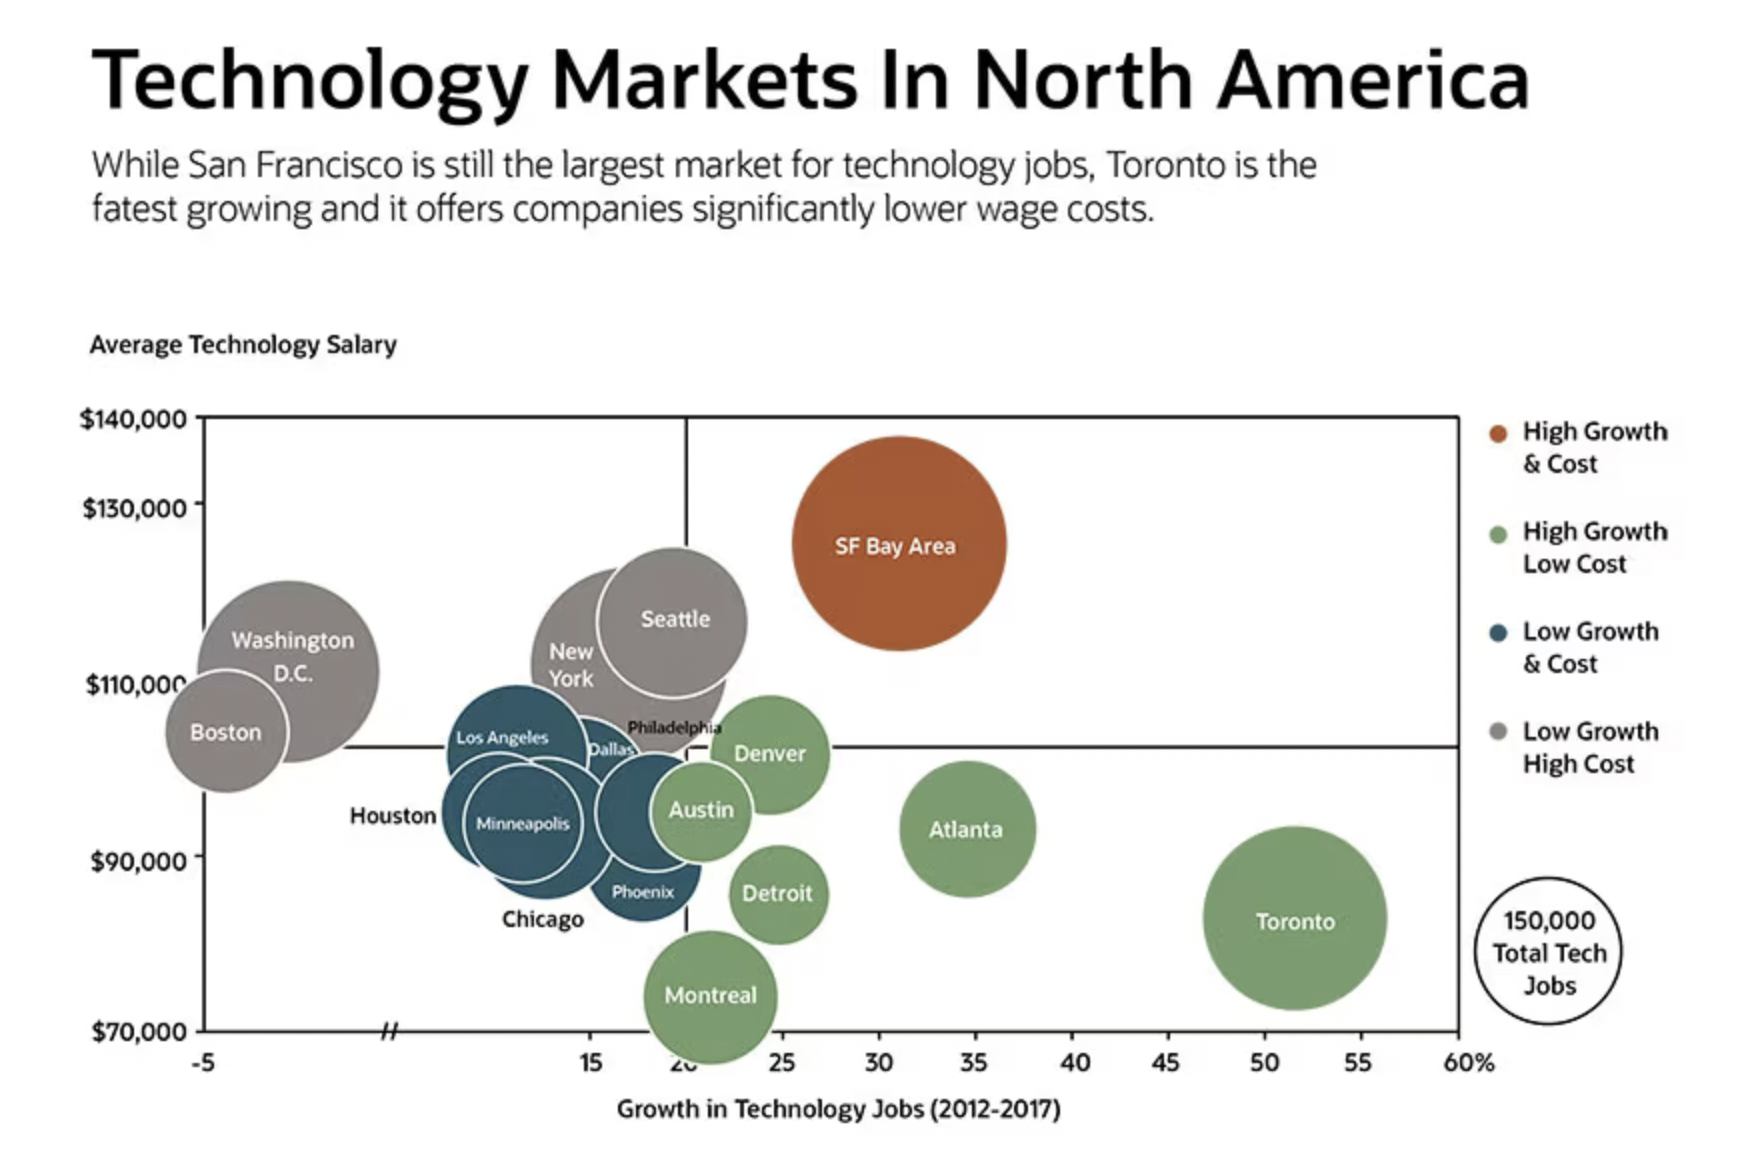 Technology Markets In North America
While San Francisco is still the largest market for technology jobs, Toronto is the
fatest growing and it offers companies significantly lower wage costs.
Average Technology Salary
$140,000
$130,000
$110,000
$90,000
$70,000
SF Bay Area
Seattle
New
York
Washington
D.C.
Boston
Los Angeles
Dallas
Philadelphia
Denver
Houston
Minneapolis
Austin
Atlanta
Phoenix
Detroit
Chicago
Toronto
Montreal
-5
15
25
30
35
40
45
50
55
60%
Growth in Technology Jobs (2012-2017)
High Growth
& Cost
High Growth
Low Cost
Low Growth
& Cost
Low Growth
High Cost
150,000
Total Tech
Jobs